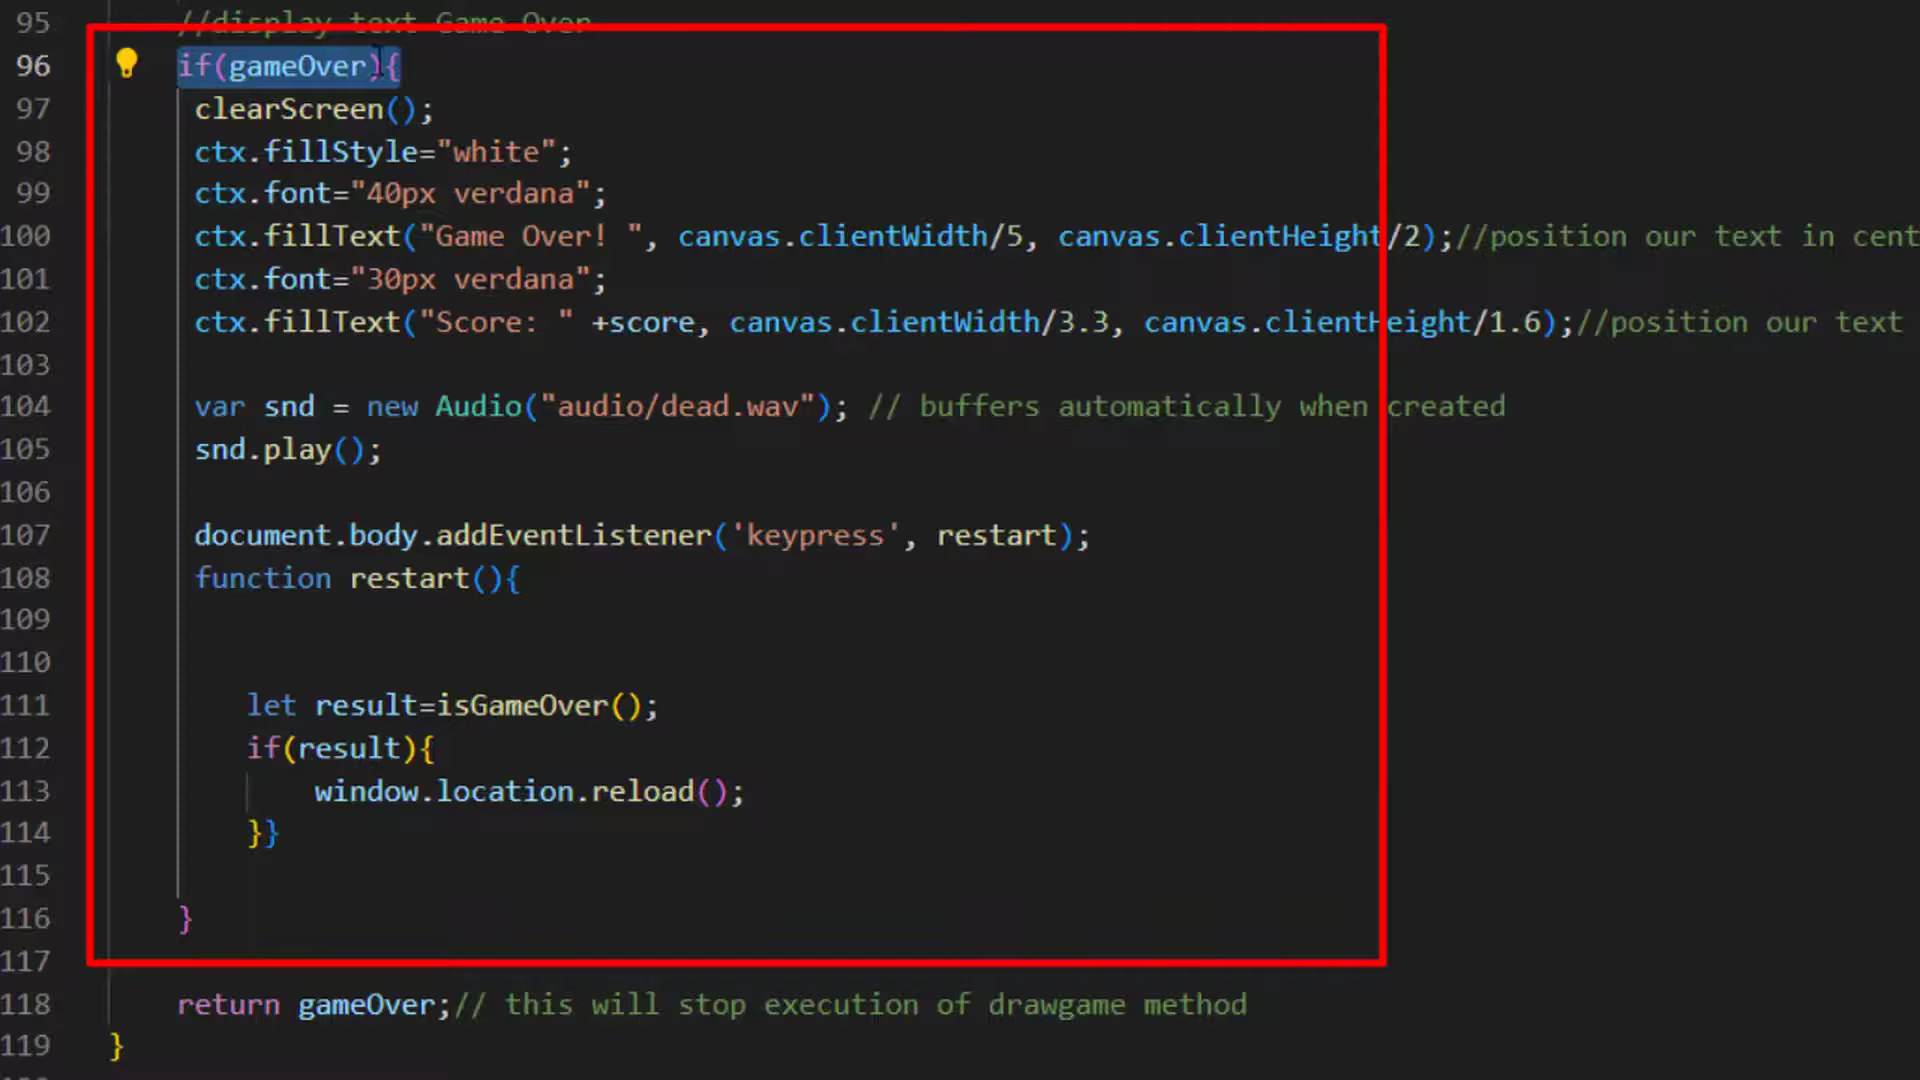 95 //display text Game Over
96 if(gameOver){
97 clearScreen();
98 ctx.fillStyle="white";
99 ctx.font="40px verdana";
100 ctx.fillText("Game Over! ", canvas.clientWidth/5, canvas.clientHeight/2);//position our text in cent
101 ctx.font="30px verdana";
102 ctx.fillText("Score: " +score, canvas.clientWidth/3.3, canvas.clientHeight/1.6);//position our text
103
104 var snd = new Audio("audio/dead.wav"); // buffers automatically when created
105 snd.play();
106
107 document.body.addEventListener('keypress', restart);
108 function restart(){
109
110
111 let result=isGameOver();
112 if(result){
113 window.location.reload();
114 }}
115
116 }
117
118 return gameOver;// this will stop execution of drawgame method
119 }